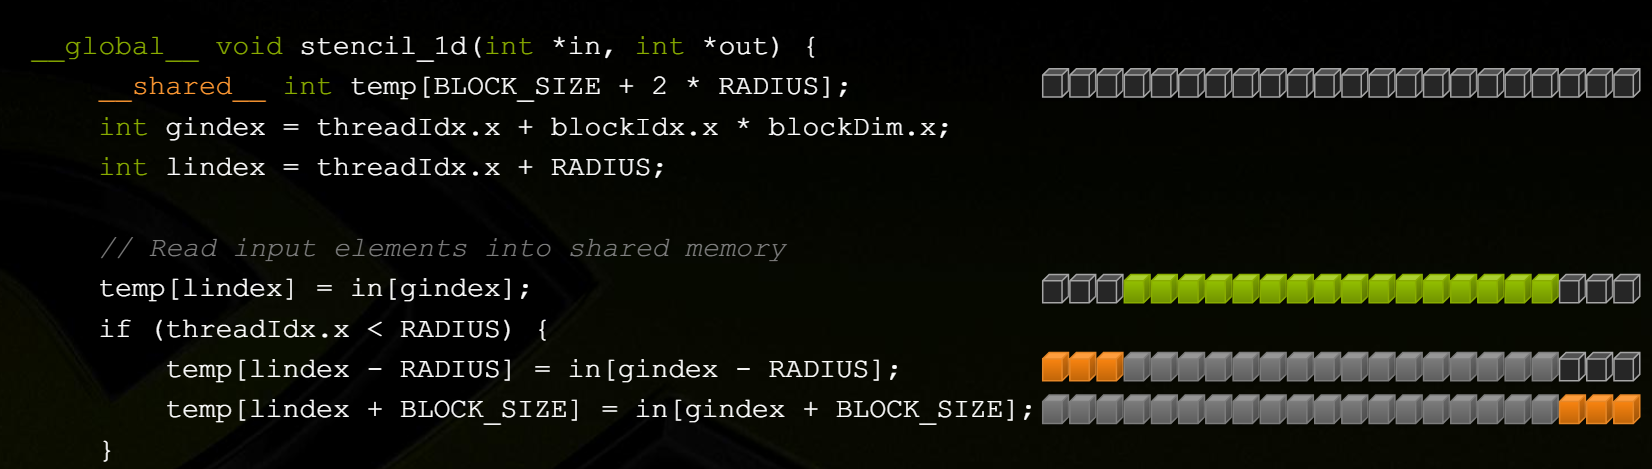 __global__ void stencil_1d(int *in, int *out) {
    __shared__ int temp[BLOCK_SIZE + 2 * RADIUS];
    int gindex = threadIdx.x + blockIdx.x * blockDim.x;
    int lindex = threadIdx.x + RADIUS;
    // Read input elements into shared memory
    temp[lindex] = in[gindex];
    if (threadIdx.x < RADIUS) {
        temp[lindex - RADIUS] = in[gindex - RADIUS];
        temp[lindex + BLOCK_SIZE] = in[gindex + BLOCK_SIZE];
    }